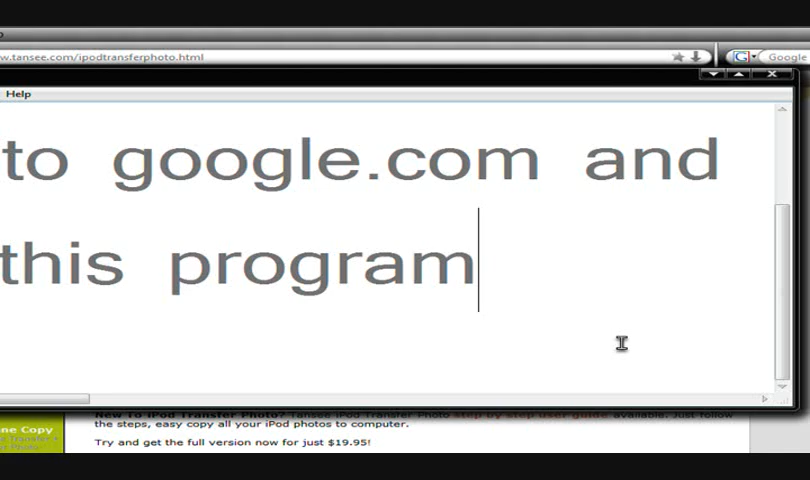 w.tansee.com/ipodtransferphoto.html
Google
Help
to google.com and
this program
New To iPod Transfer Photo? Tansee iPod Transfer Photo step by step user guide available. Just follow
the steps, easy copy all your iPod photos to computer.
ne Copy
Try and get the full version now for just $19.95!